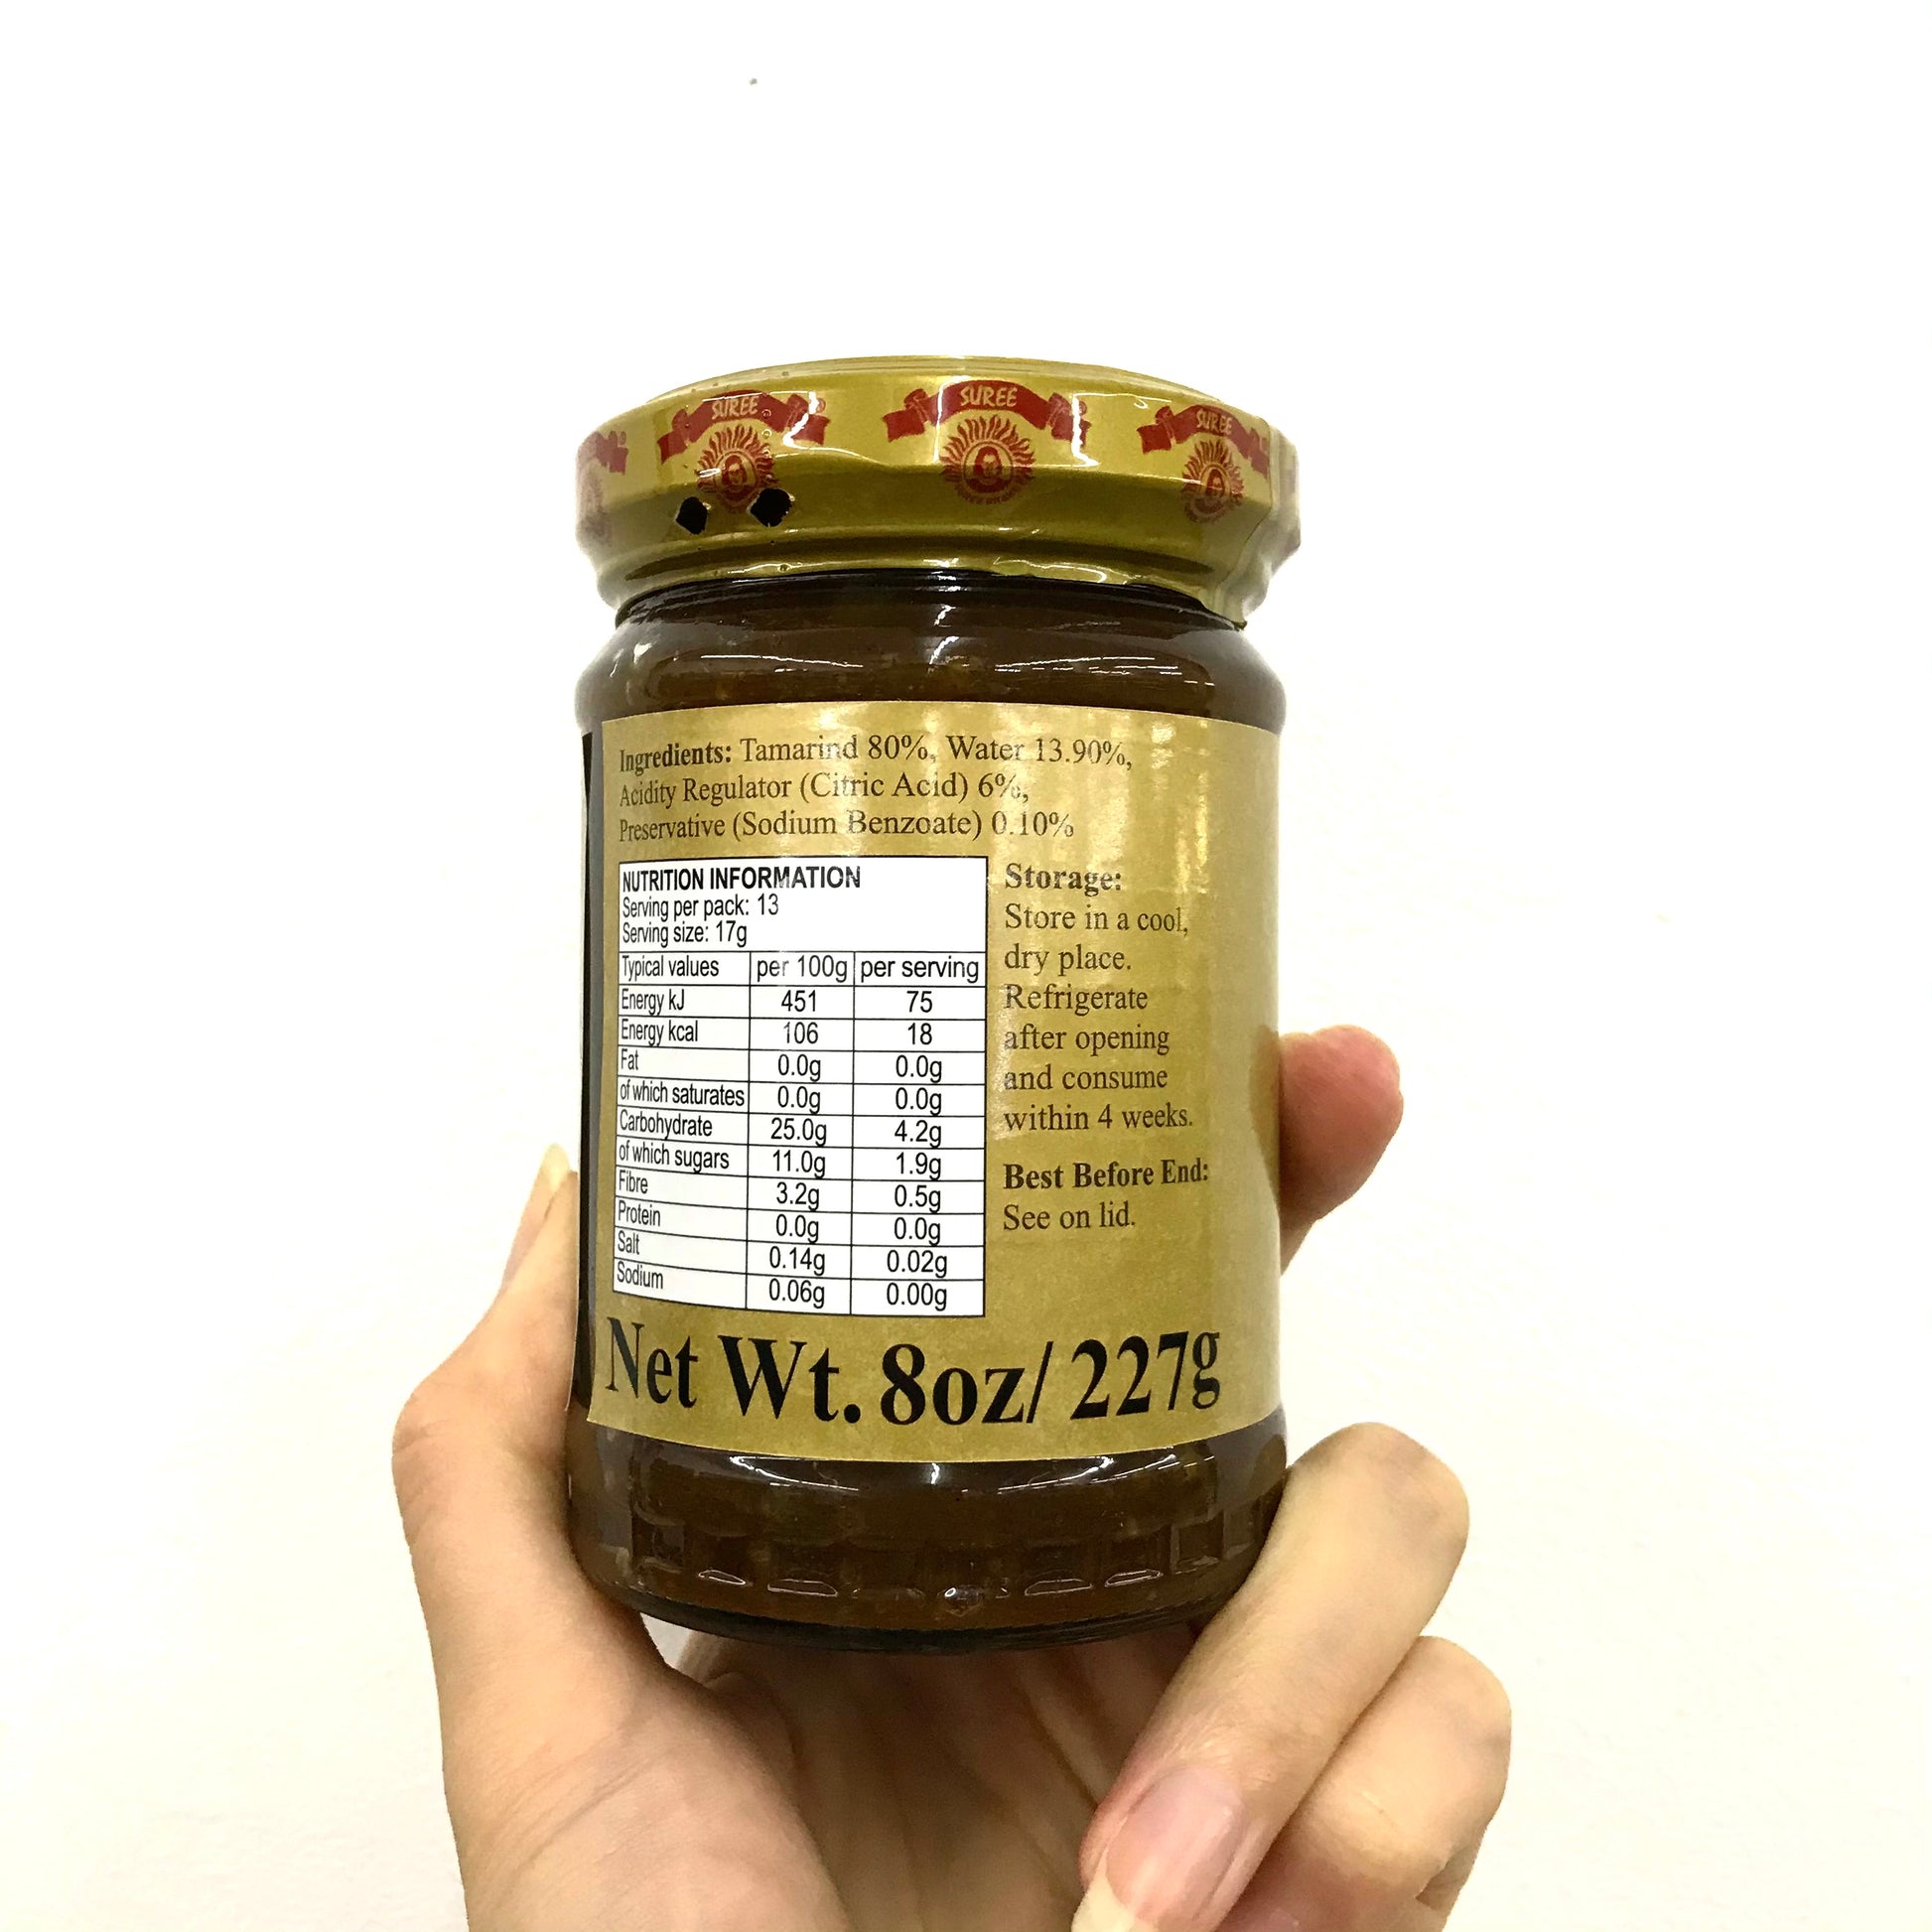 SUREE SUREE SUREE
Ingredients: Tamarind 80%, Water 13.90%,
Acidity Regulator (Citric Acid) 6%,
Preservative (Sodium Benzoate) 0.10%
NUTRITION INFORMATION
Serving per pack: 13
Serving size: 17g
Typical values per 100g per serving
Energy kJ 451 75
Energy kcal 106 18
Fat 0.0g 0.0g
of which saturates 0.0g 0.0g
Carbohydrate 25.0g 4.2g
of which sugars 11.0g 1.9g
Fibre 3.2g 0.5g
Protein 0.0g 0.0g
Salt 0.14g 0.02g
Sodium 0.06g 0.00g
Storage:
Store in a cool,
dry place.
Refrigerate
after opening
and consume
within 4 weeks.
Best Before End:
See on lid.
Net Wt. 8oz/ 227g